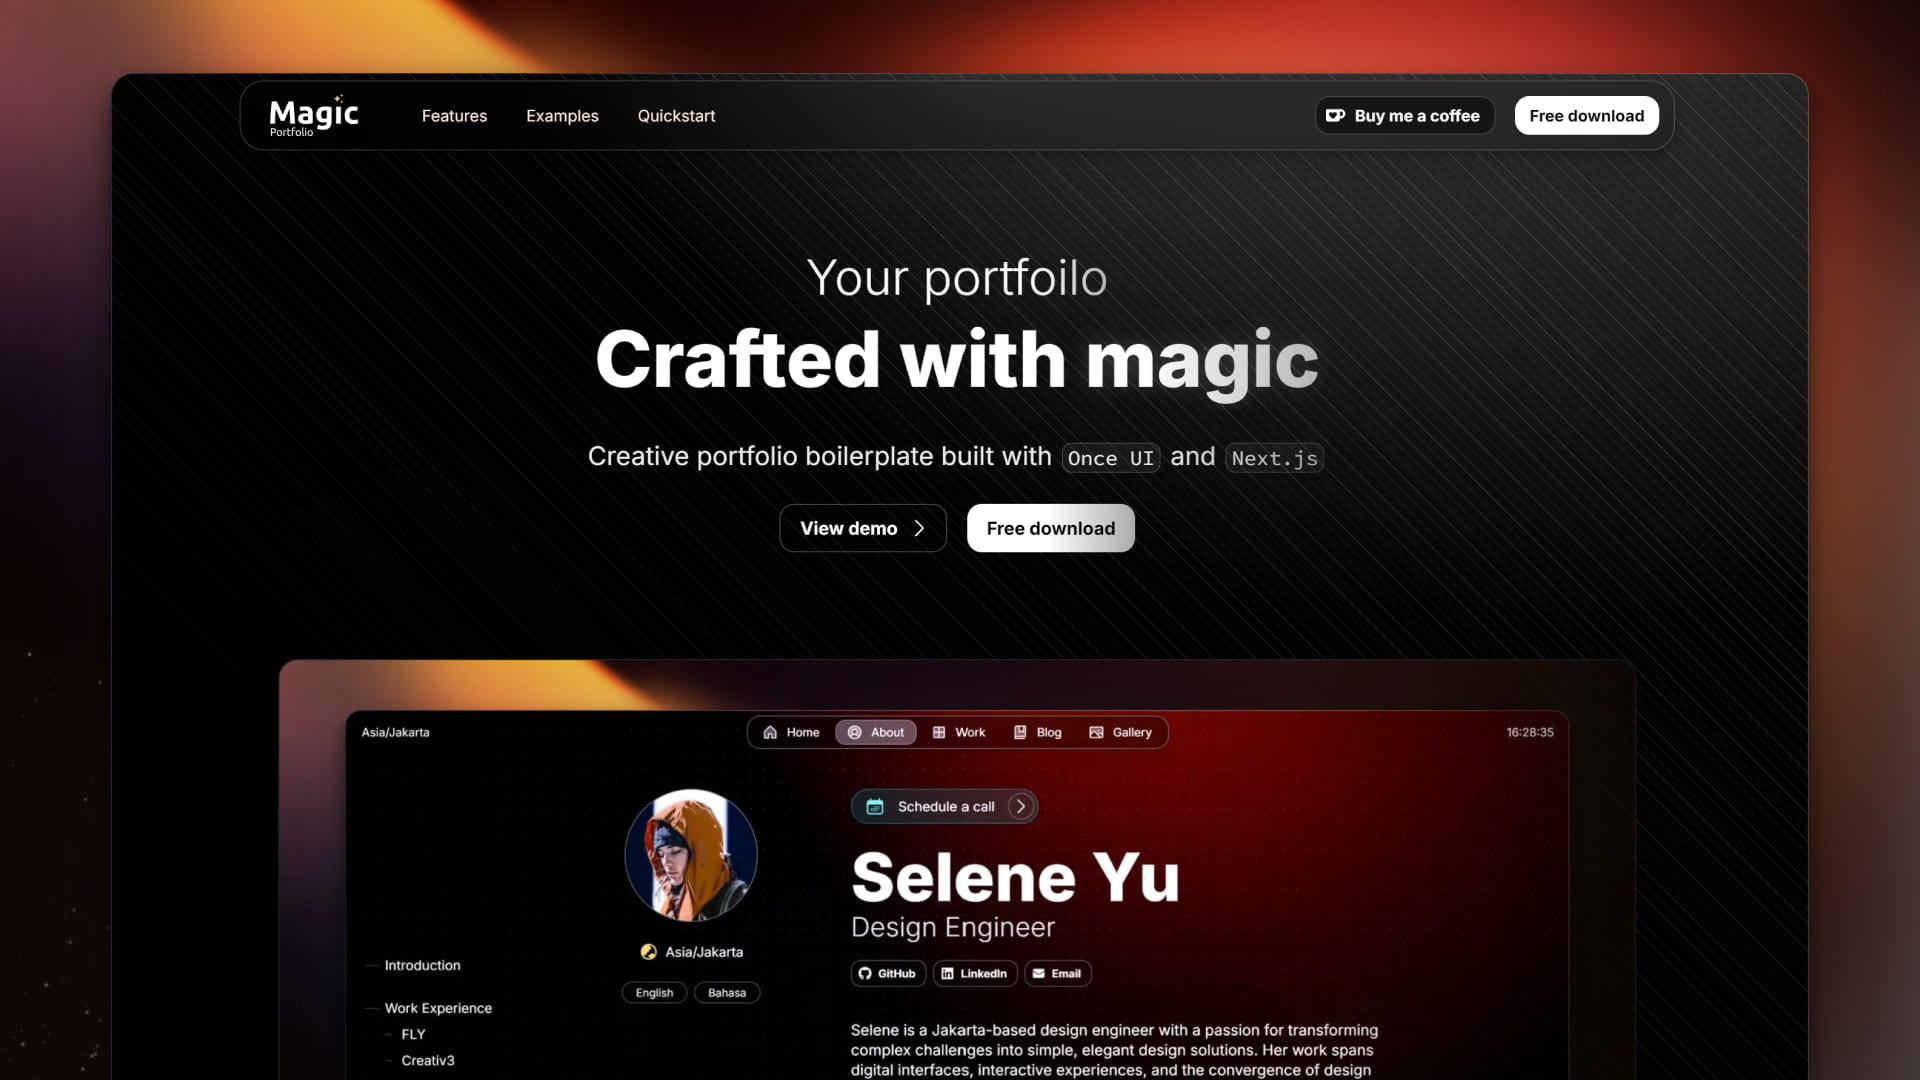 Magic
Portfolio
Features
Examples
Quickstart
Buy me a coffee
Free download
Your portfoilo
Crafted with magic
Creative portfolio boilerplate built with Once UI and Next.js
View demo
Free download
Asia/Jakarta
Home
About
Work
Blog
Gallery
16:28:35
Schedule a call
Selene Yu
Design Engineer
Asia/Jakarta
GitHub
LinkedIn
Email
English
Bahasa
Introduction
Work Experience
FLY
Creativ3
Selene is a Jakarta-based design engineer with a passion for transforming
complex challenges into simple, elegant design solutions. Her work spans
digital interfaces, interactive experiences, and the convergence of design